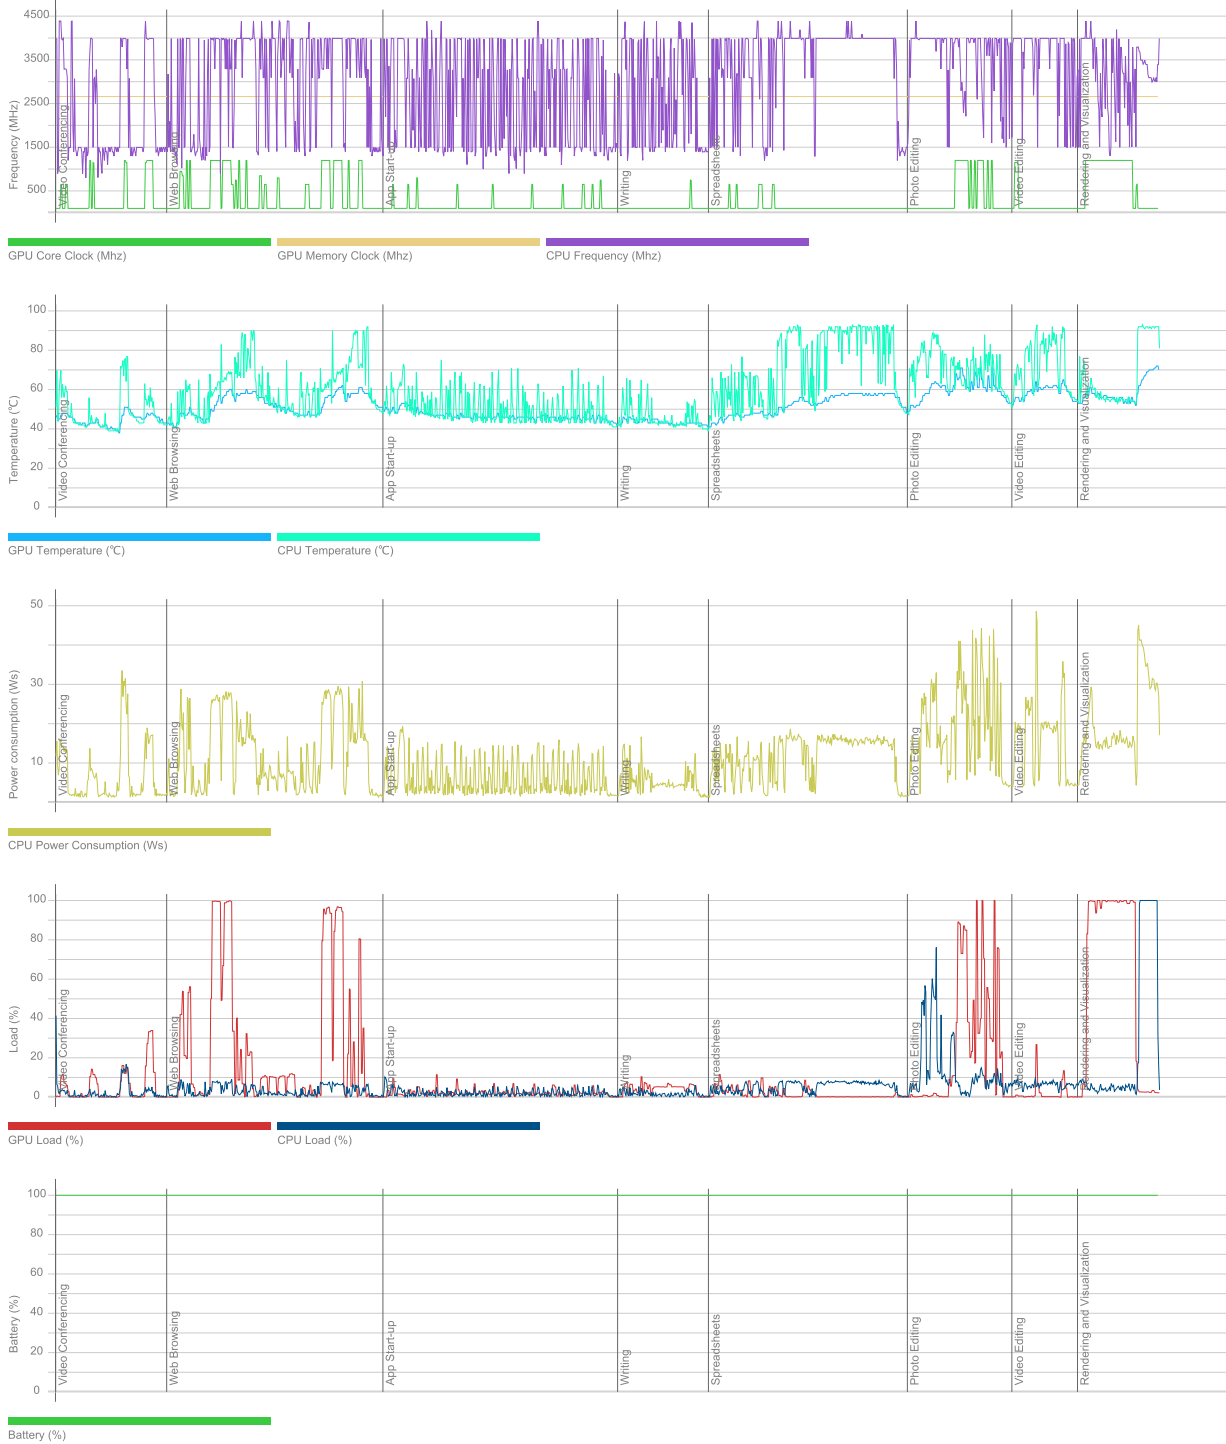 4500
3500
2500
1500
500
Frequency (MHz)
Video Conferencing
Web Browsing
App Start-up
Writing
Spreadsheets
Photo Editing
Video Editing
Rendering and Visualization
GPU Core Clock (Mhz)
GPU Memory Clock (Mhz)
CPU Frequency (Mhz)
100
80
60
40
20
0
Temperature (℃)
Video Conferencing
Web Browsing
App Start-up
Writing
Spreadsheets
Photo Editing
Video Editing
Rendering and Visualization
GPU Temperature (℃)
CPU Temperature (℃)
50
30
10
Power consumption (Ws)
Video Conferencing
Web Browsing
App Start-up
Writing
Spreadsheets
Photo Editing
Video Editing
Rendering and Visualization
CPU Power Consumption (Ws)
100
80
60
40
20
0
Load (%)
Video Conferencing
Web Browsing
App Start-up
Writing
Spreadsheets
Photo Editing
Video Editing
Rendering and Visualization
GPU Load (%)
CPU Load (%)
100
80
60
40
20
0
Battery (%)
Video Conferencing
Web Browsing
App Start-up
Writing
Spreadsheets
Photo Editing
Video Editing
Rendering and Visualization
Battery (%)